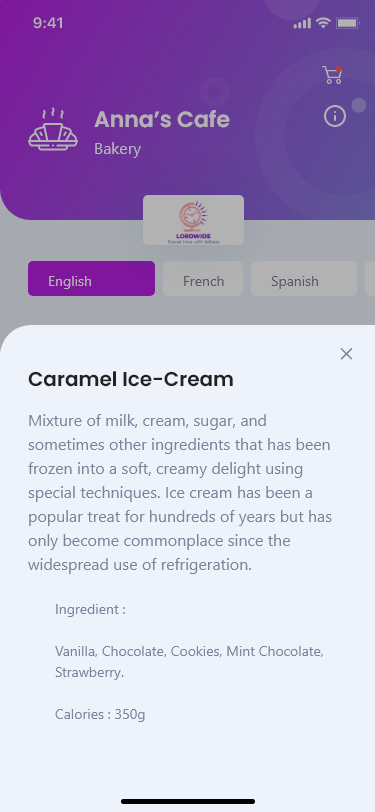 9:41
Anna's Cafe
Bakery
LORDWIDE
English
French
Spanish
Caramel Ice-Cream
Mixture of milk, cream, sugar, and
sometimes other ingredients that has been
frozen into a soft, creamy delight using
special techniques. Ice cream has been a
popular treat for hundreds of years but has
only become commonplace since the
widespread use of refrigeration.
Ingredient :
Vanilla, Chocolate, Cookies, Mint Chocolate,
Strawberry.
Calories : 350g